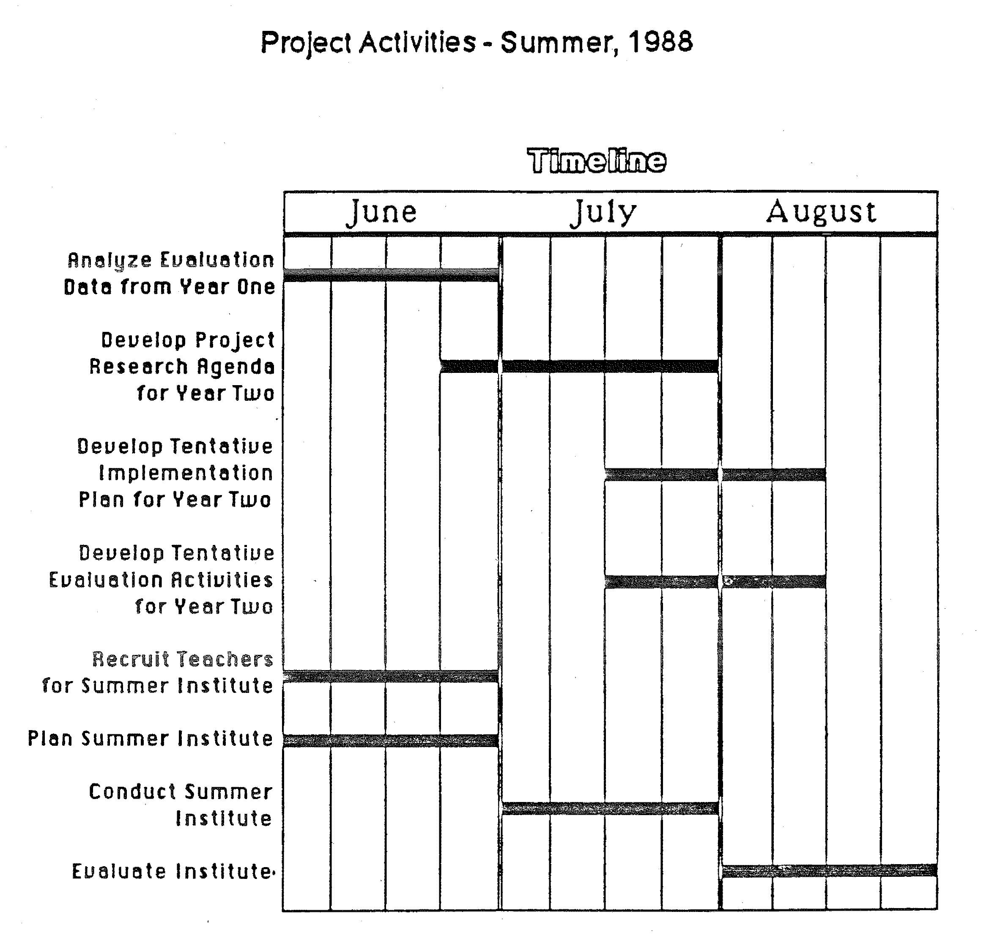 Project Activities - Summer, 1988
Timeline
June July August
Analyze Evaluation
Data from Year One
Develop Project
Research Agenda
for Year Two
Develop Tentative
Implementation
Plan for Year Two
Develop Tentative
Evaluation Activities
for Year Two
Recruit Teachers
for Summer Institute
Plan Summer Institute
Conduct Summer
Institute
Evaluate Institute